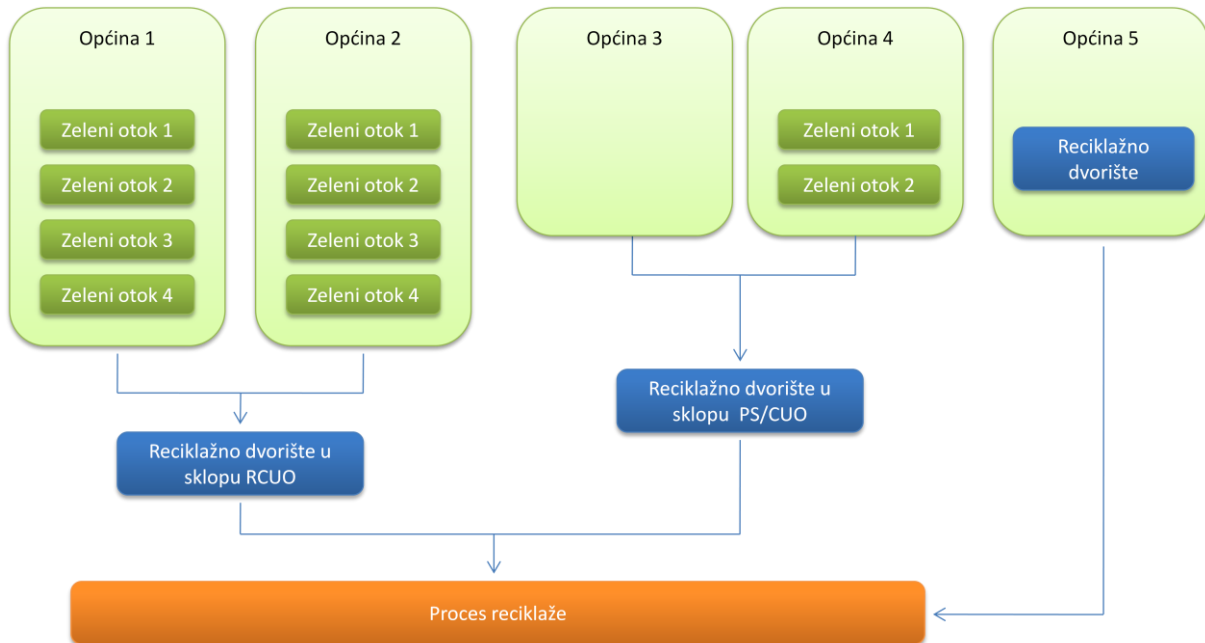 Općina 1
Zeleni otok 1
Zeleni otok 2
Zeleni otok 3
Zeleni otok 4
Općina 2
Zeleni otok 1
Zeleni otok 2
Zeleni otok 3
Zeleni otok 4
Općina 3
Općina 4
Zeleni otok 1
Zeleni otok 2
Općina 5
Reciklažno
dvorište
Reciklažno dvorište u
sklopu RCUO
Reciklažno dvorište u
sklopu PS/CUO
Proces reciklaže